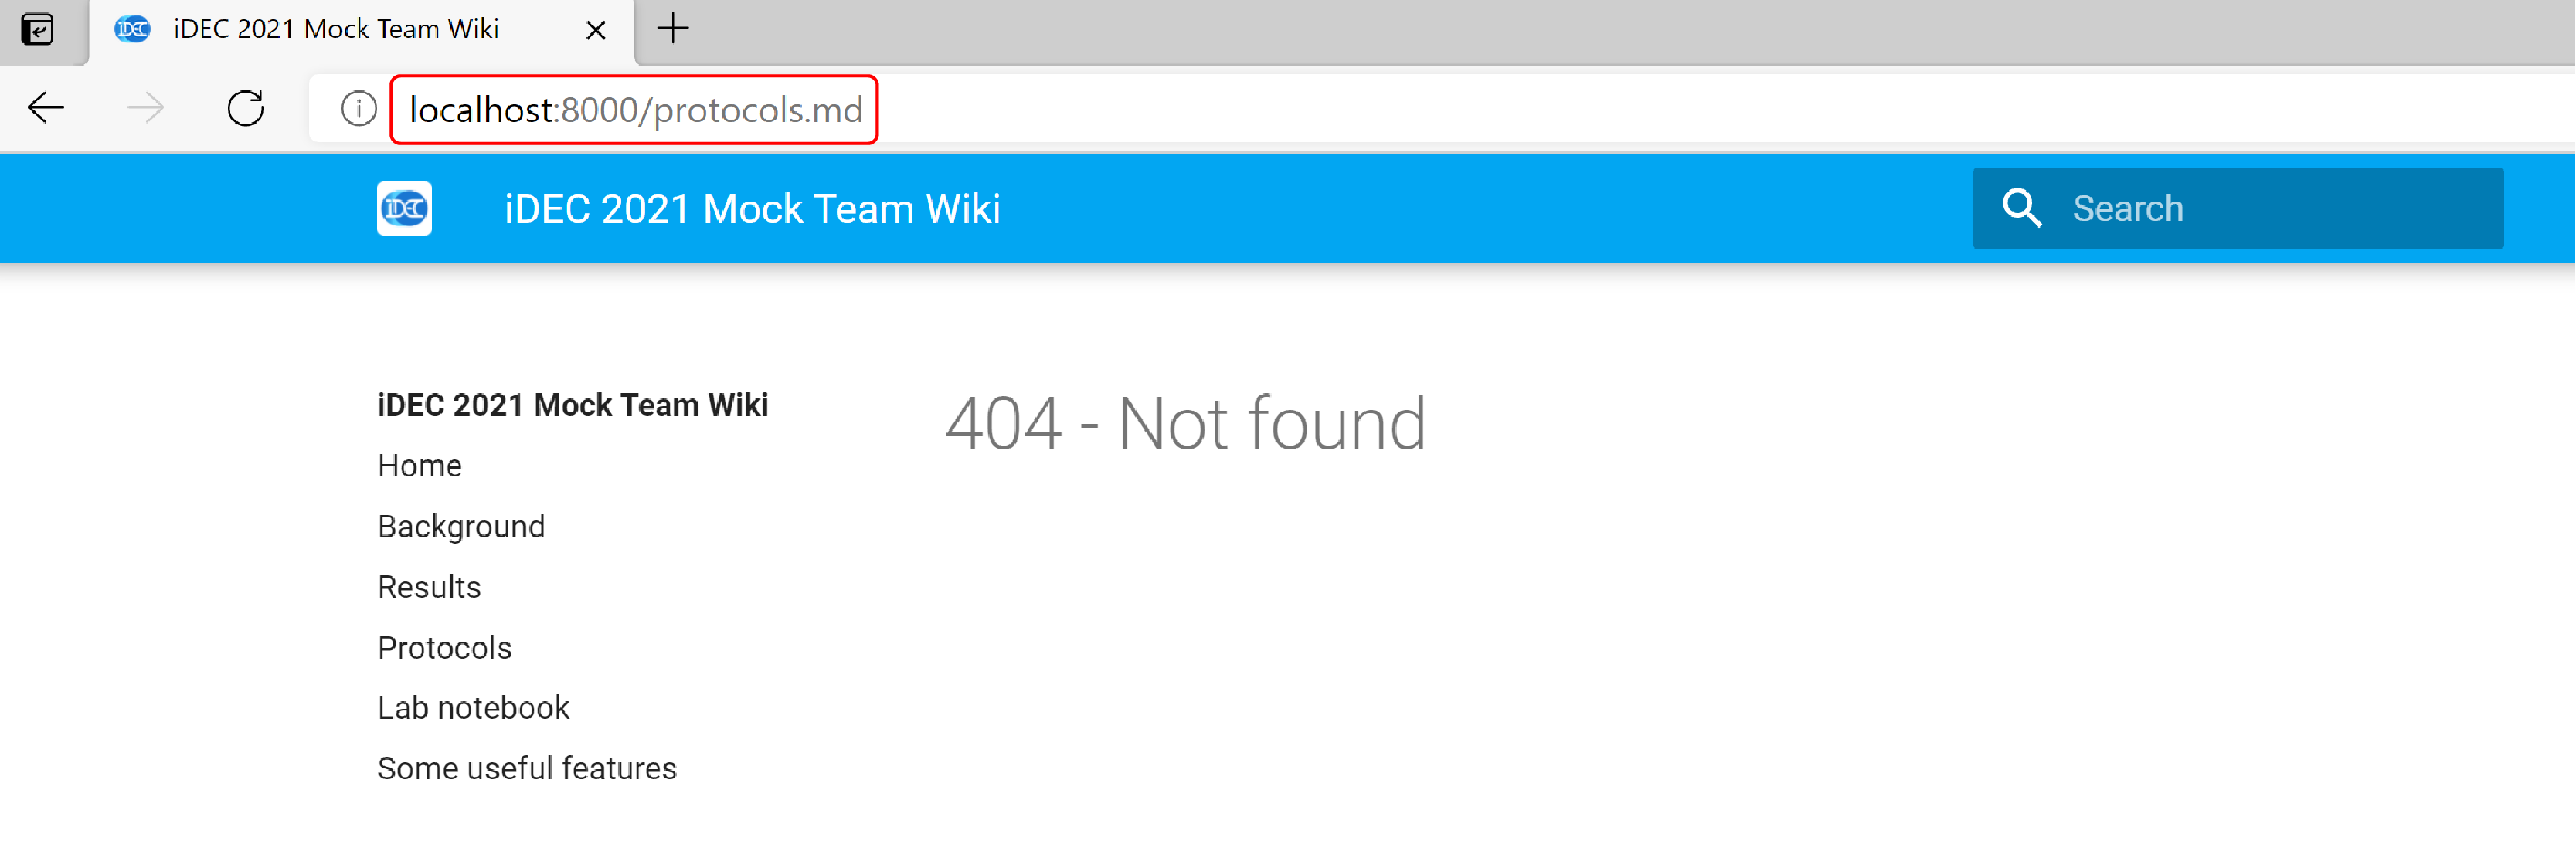 iDEC 2021 Mock Team Wiki
localhost:8000/protocols.md
iDEC
iDEC 2021 Mock Team Wiki
Search
iDEC 2021 Mock Team Wiki
404 - Not found
Home
Background
Results
Protocols
Lab notebook
Some useful features